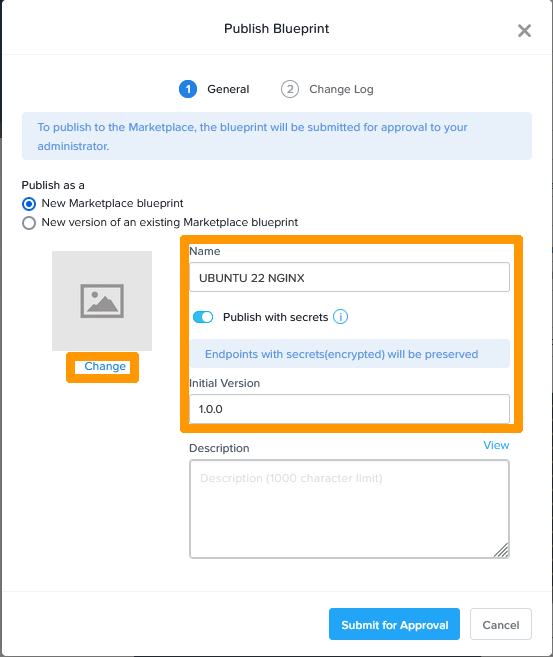 Publish Blueprint
1 General 2 Change Log
To publish to the Marketplace, the blueprint will be submitted for approval to your
administrator.
Publish as a
New Marketplace blueprint
New version of an existing Marketplace blueprint
Name
UBUNTU 22 NGINX
Publish with secrets
Endpoints with secrets(encrypted) will be preserved
Change
Initial Version
1.0.0
Description View
Description (1000 character limit)
Submit for Approval Cancel